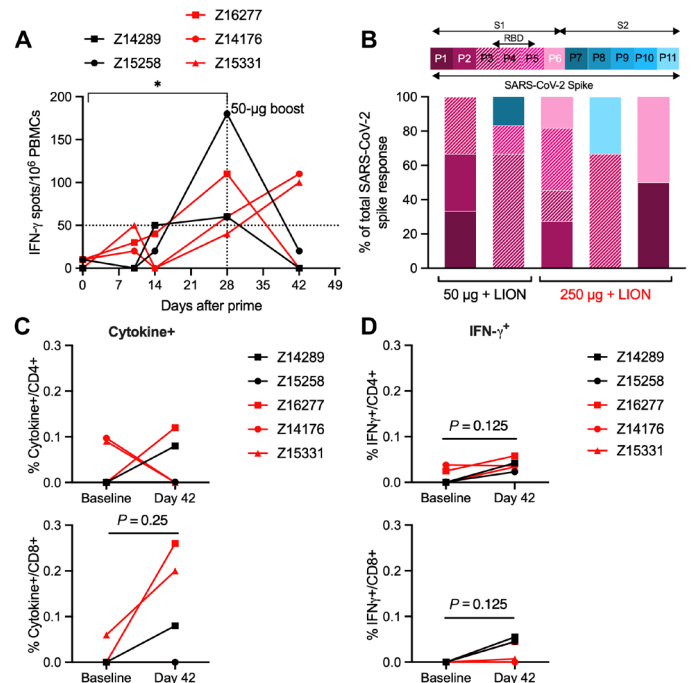 A
Z14289
Z15258
Z16277
Z14176
Z15331
*
50-μg boost
IFN-γ spots/10⁶ PBMCs
200
150
100
50
0
0 7 14 21 28 35 42 49
Days after prime
B
S1 S2
RBD
P1 P2 P3 P4 P5 P6 P7 P8 P9 P10 P11
SARS-CoV-2 Spike
% of total SARS-CoV-2
spike response
100
80
60
40
20
0
50 μg + LION 250 μg + LION
C
Cytokine+
% Cytokine+/CD4+
0.3
0.2
0.1
0.0
Baseline Day 42
Z14289
Z15258
Z16277
Z14176
Z15331
% Cytokine+/CD8+
0.3
0.2
0.1
0.0
P = 0.25
Baseline Day 42
D
IFN-γ⁺
% IFNγ+/CD4+
0.3
0.2
0.1
0.0
P = 0.125
Baseline Day 42
Z14289
Z15258
Z16277
Z14176
Z15331
% IFNγ+/CD8+
0.3
0.2
0.1
0.0
P = 0.125
Baseline Day 42